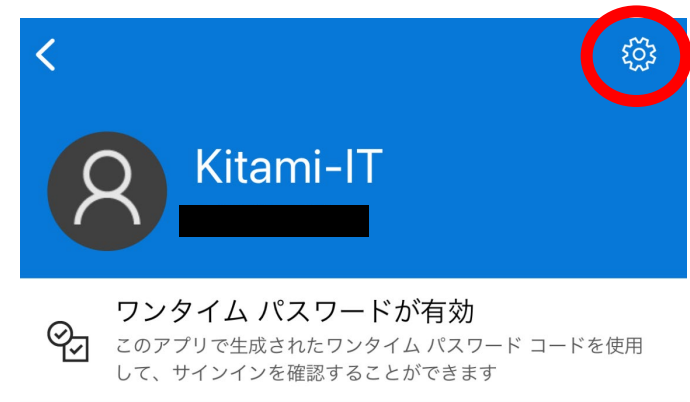 Kitami-IT
ワンタイム パスワードが有効
このアプリで生成されたワンタイム パスワード コードを使用
して、サインインを確認することができます